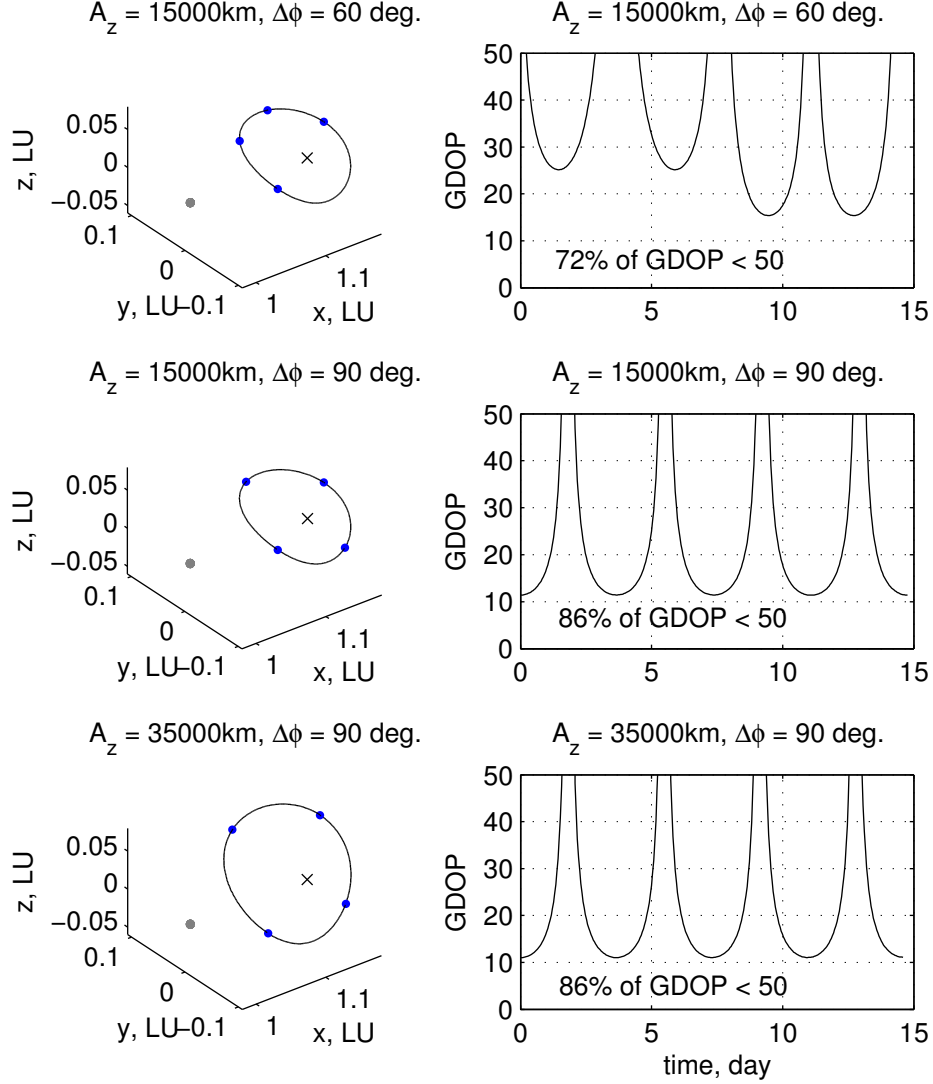 A_z = 15000km, Δϕ = 60 deg.
0.05
0
−0.05
z, LU
0.1
0
−0.1
y, LU
1
1.1
x, LU
A_z = 15000km, Δϕ = 60 deg.
50
40
30
20
10
0
GDOP
72% of GDOP < 50
0 5 10 15
A_z = 15000km, Δϕ = 90 deg.
0.05
0
−0.05
z, LU
0.1
0
−0.1
y, LU
1
1.1
x, LU
A_z = 15000km, Δϕ = 90 deg.
50
40
30
20
10
0
GDOP
86% of GDOP < 50
0 5 10 15
A_z = 35000km, Δϕ = 90 deg.
0.05
0
−0.05
z, LU
0.1
0
−0.1
y, LU
1
1.1
x, LU
A_z = 35000km, Δϕ = 90 deg.
50
40
30
20
10
0
GDOP
86% of GDOP < 50
0 5 10 15
time, day